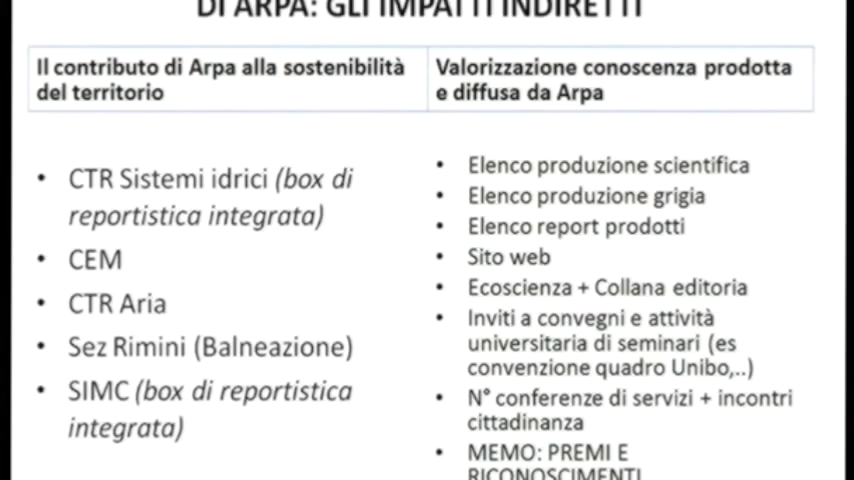 DI ARPA: GLI IMPATTI INDIRETTI
Il contributo di Arpa alla sostenibilità
del territorio
Valorizzazione conoscenza prodotta
e diffusa da Arpa
• CTR Sistemi idrici (box di
reportistica integrata)
• CEM
• CTR Aria
• Sez Rimini (Balneazione)
• SIMC (box di reportistica
integrata)
• Elenco produzione scientifica
• Elenco produzione grigia
• Elenco report prodotti
• Sito web
• Ecoscienza + Collana editoria
• Inviti a convegni e attività
universitaria di seminari (es
convenzione quadro Unibo,..)
• N° conferenze di servizi + incontri
cittadinanza
• MEMO: PREMI E
RICONOSCIMENTI